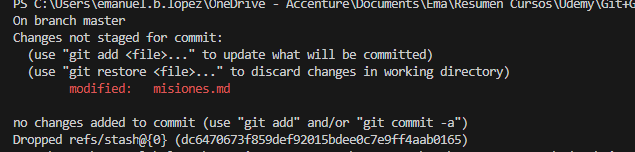 PS C:\Users\emanuel.b.lopez\OneDrive - Accenture\Documents\Ema\Resumen Cursos\Udemy\Git+G
On branch master
Changes not staged for commit:
  (use "git add <file>..." to update what will be committed)
  (use "git restore <file>..." to discard changes in working directory)
        modified:   misiones.md

no changes added to commit (use "git add" and/or "git commit -a")
Dropped refs/stash@{0} (dc6470673f859def92015bdee0c7e9ff4aab0165)